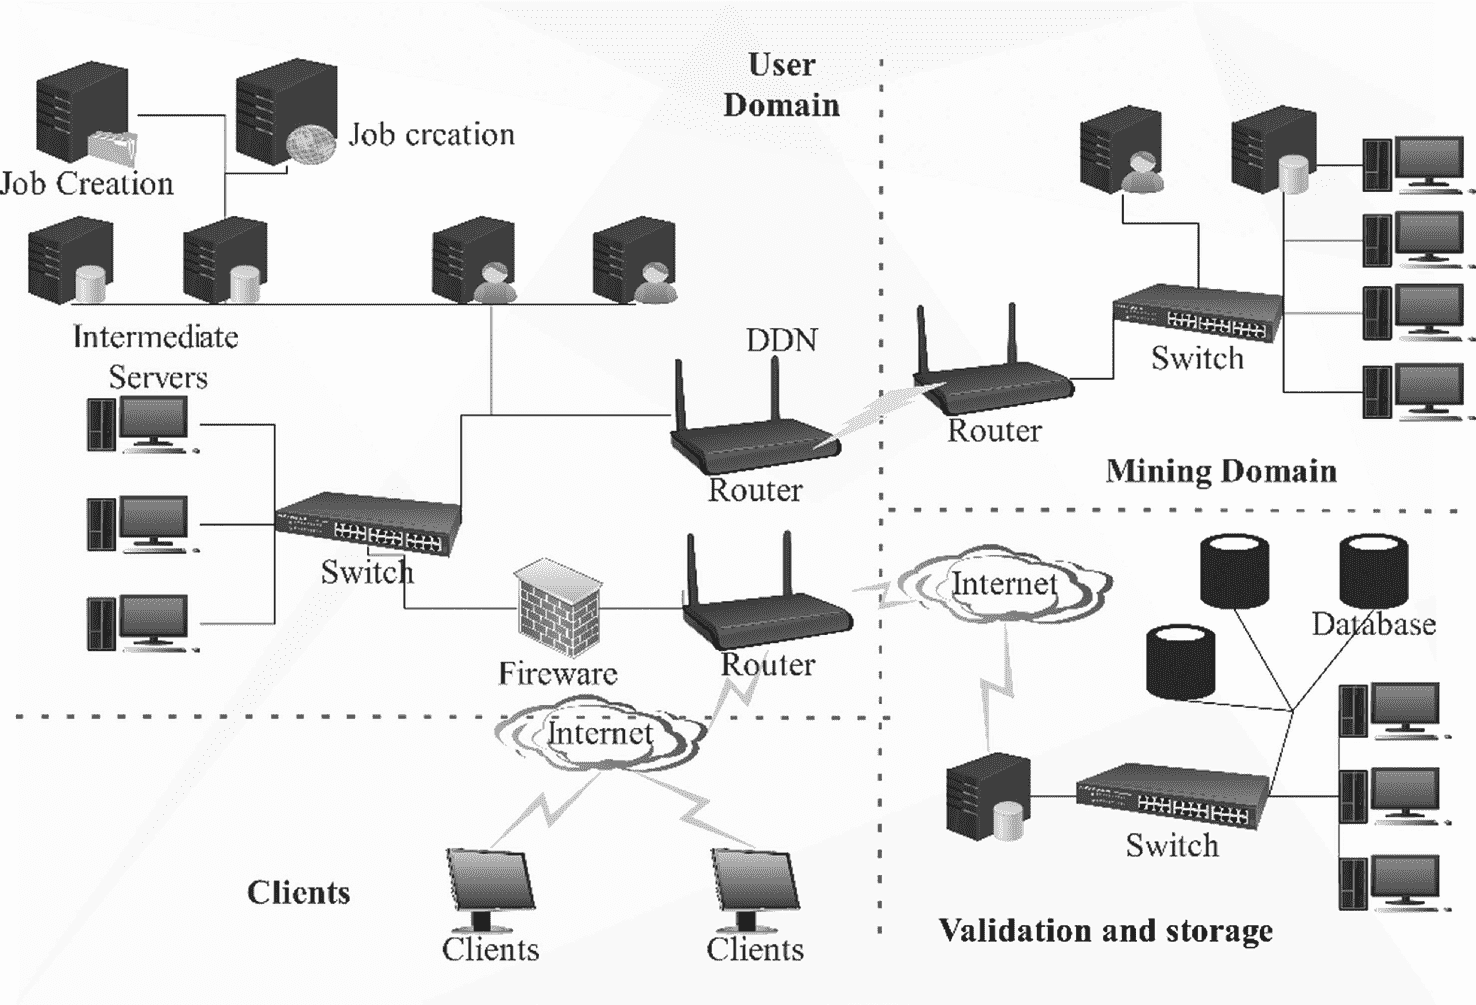 User
Domain
Job crcation
Job Creation
Intermediate
Servers
DDN
Router
Switch
Router
Switch
Mining Domain
Fireware
Router
Internet
Database
Internet
Switch
Clients
Clients
Clients
Validation and storage